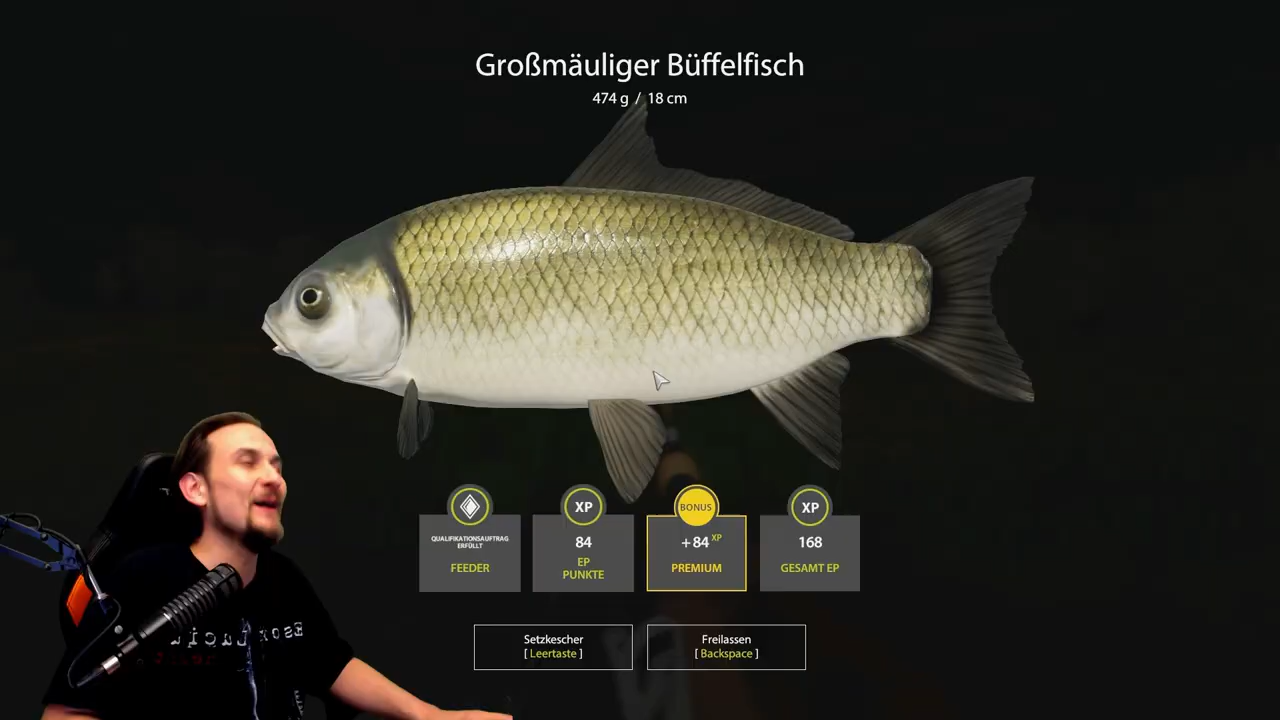 Großmäuliger Büffelfisch
474 g / 18 cm
XP
BONUS
XP
QUALIFIKATIONSAUFTRAG
ERFÜLLT
FEEDER
84
EP
PUNKTE
+84 XP
PREMIUM
168
GESAMT EP
Setzkescher
[ Leertaste ]
Freilassen
[ Backspace ]